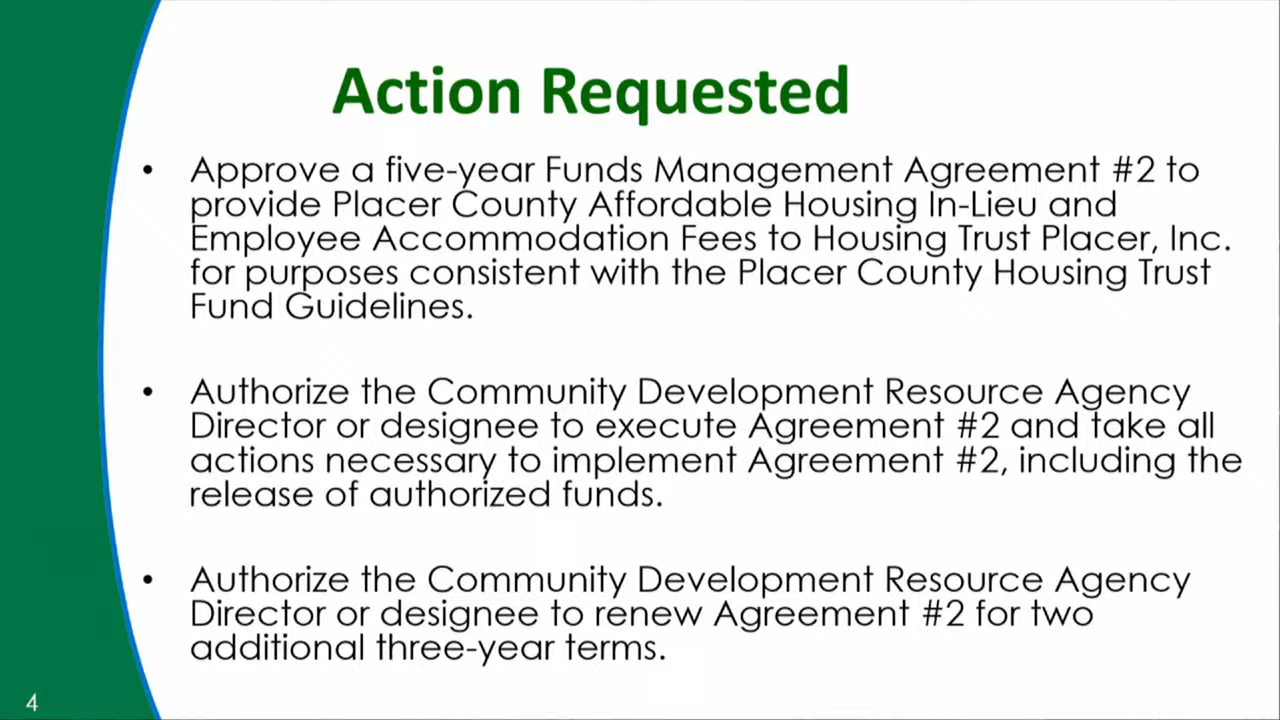 Action Requested
• Approve a five-year Funds Management Agreement #2 to
provide Placer County Affordable Housing In-Lieu and
Employee Accommodation Fees to Housing Trust Placer, Inc.
for purposes consistent with the Placer County Housing Trust
Fund Guidelines.
• Authorize the Community Development Resource Agency
Director or designee to execute Agreement #2 and take all
actions necessary to implement Agreement #2, including the
release of authorized funds.
• Authorize the Community Development Resource Agency
Director or designee to renew Agreement #2 for two
additional three-year terms.
4